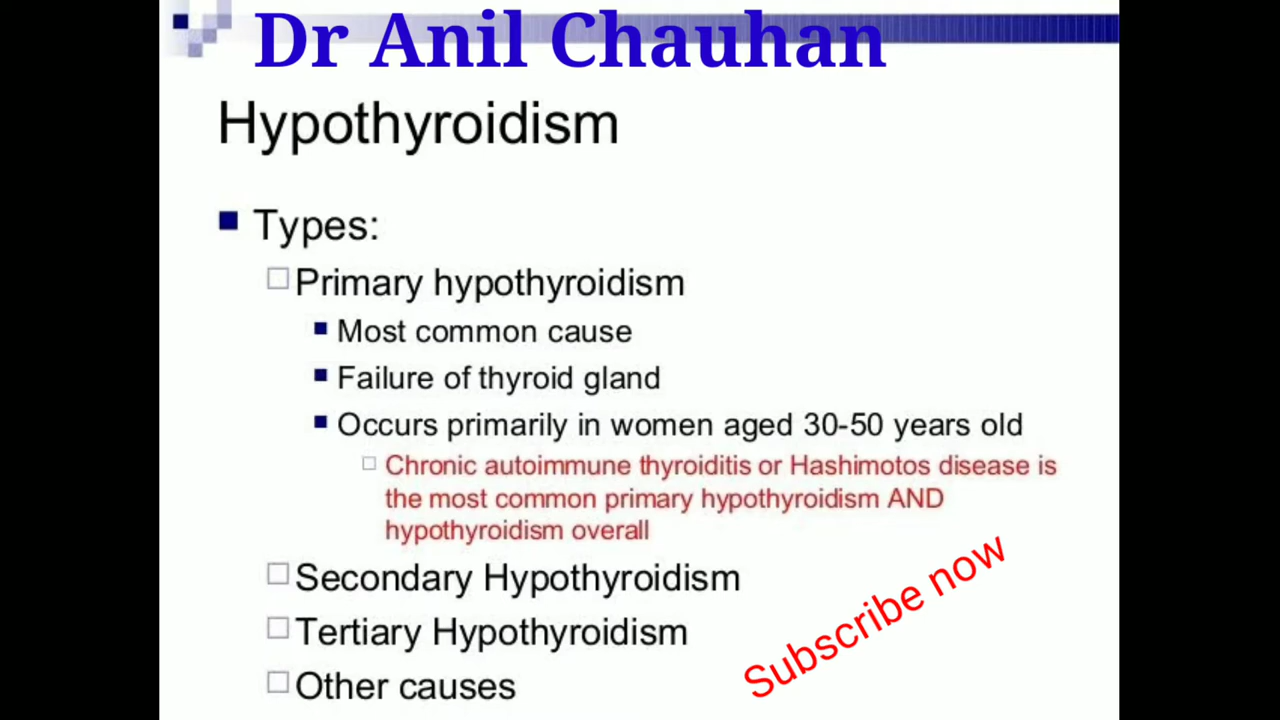 Dr Anil Chauhan
Hypothyroidism
Types:
Primary hypothyroidism
Most common cause
Failure of thyroid gland
Occurs primarily in women aged 30-50 years old
Chronic autoimmune thyroiditis or Hashimotos disease is
the most common primary hypothyroidism AND
hypothyroidism overall
Secondary Hypothyroidism
Tertiary Hypothyroidism
Other causes
Subscribe now